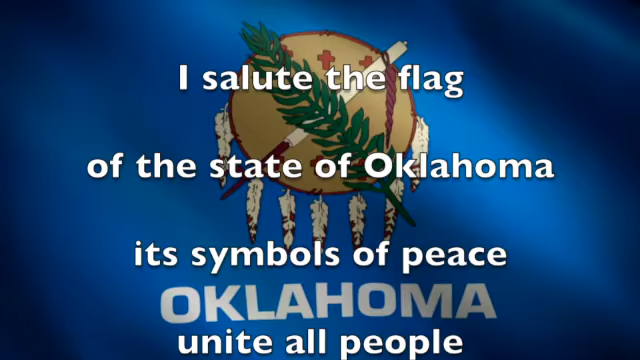 I salute the flag
of the state of Oklahoma
its symbols of peace
OKLAHOMA
unite all people